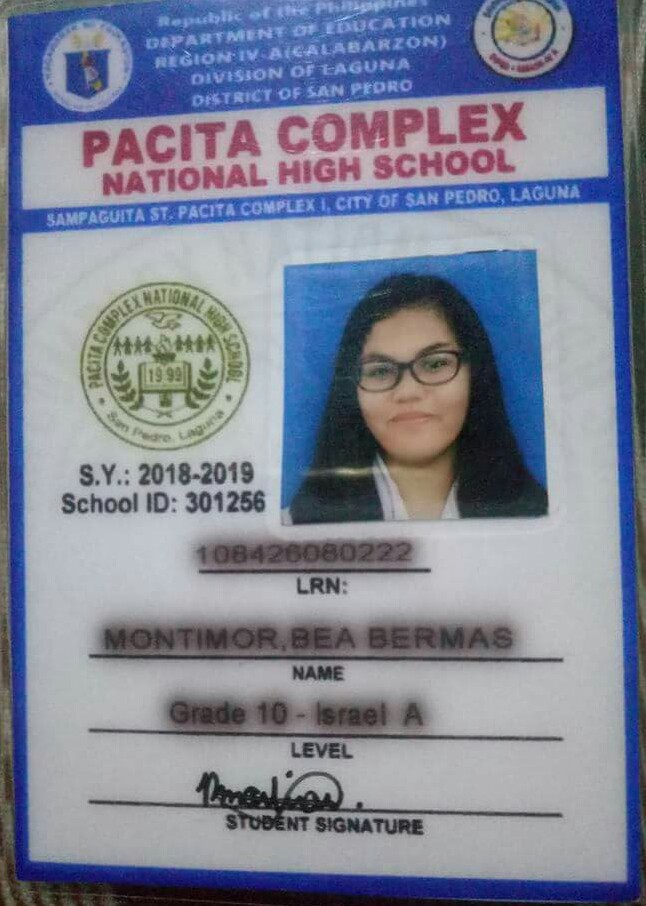 Republic of the Philippines
DEPARTMENT OF EDUCATION
REGION IV-A(CALABARZON)
DIVISION OF LAGUNA
DISTRICT OF SAN PEDRO
PACITA COMPLEX
NATIONAL HIGH SCHOOL
SAMPAGUITA ST. PACITA COMPLEX I, CITY OF SAN PEDRO, LAGUNA
PACITA COMPLEX NATIONAL HIGH SCHOOL
1999
San Pedro, Laguna
S.Y.: 2018-2019
School ID: 301256
108426080222
LRN:
MONTIMOR,BEA BERMAS
NAME
Grade 10 - Israel A
LEVEL
STUDENT SIGNATURE